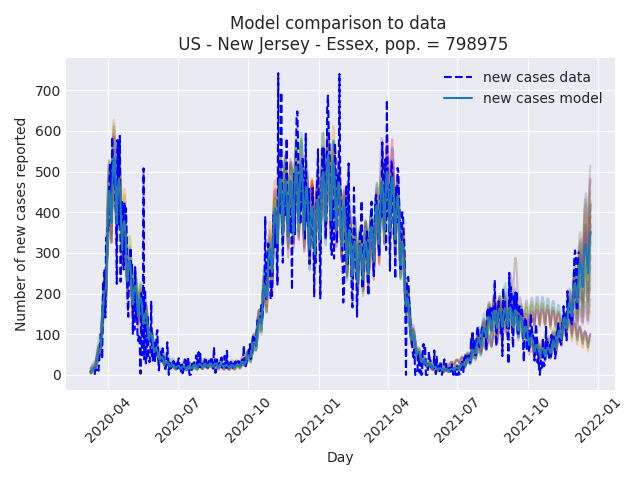 Model comparison to data
US - New Jersey - Essex, pop. = 798975
new cases data
new cases model
Number of new cases reported
700
600
500
400
300
200
100
0
2020-04
2020-07
2020-10
2021-01
2021-04
2021-07
2021-10
2022-01
Day